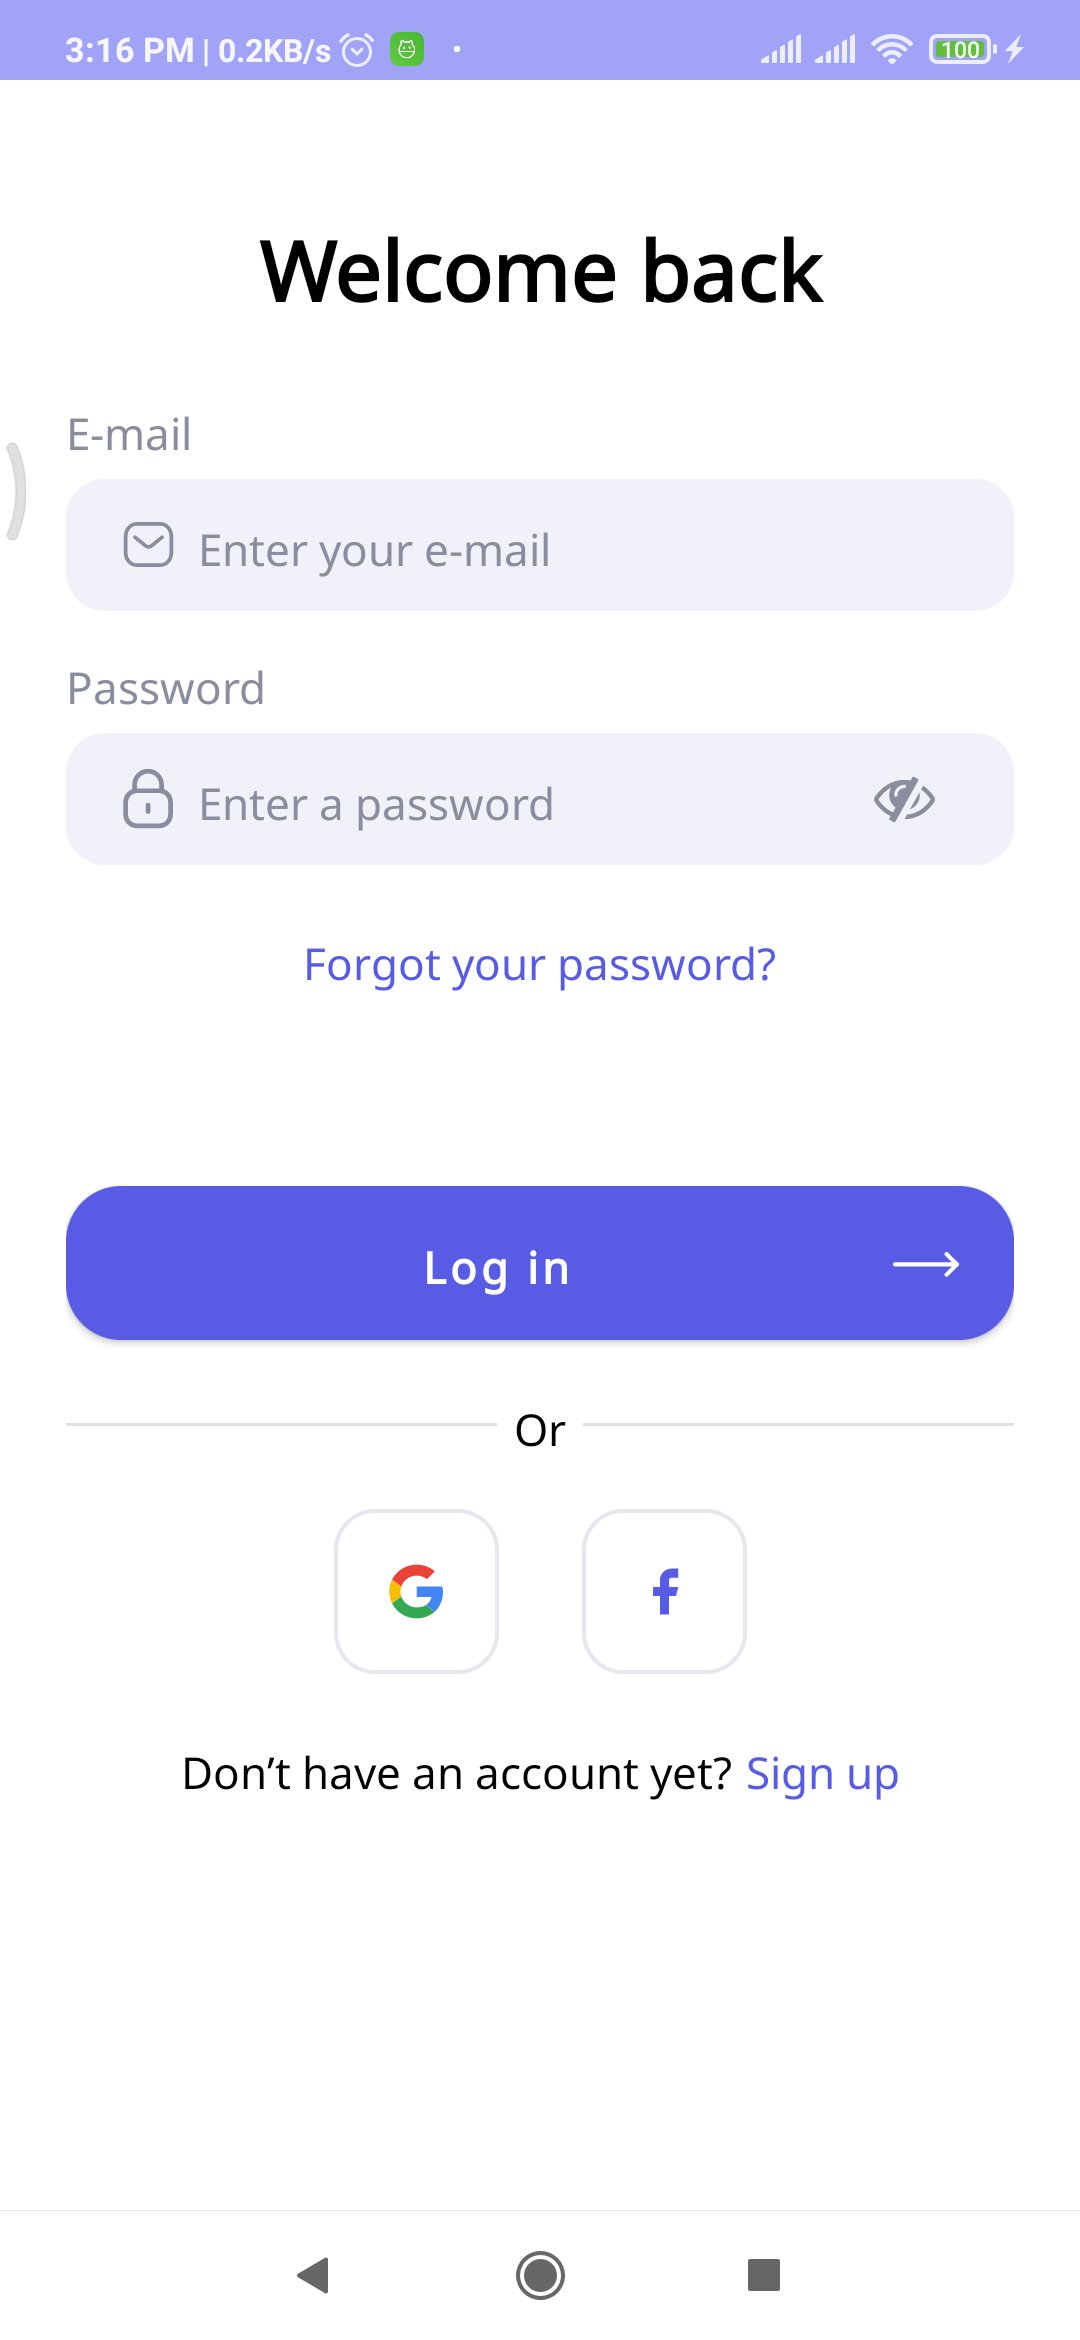 3:16 PM | 0.2KB/s
100
Welcome back
E-mail
Enter your e-mail
Password
Enter a password
Forgot your password?
Log in
Or
Don’t have an account yet? Sign up